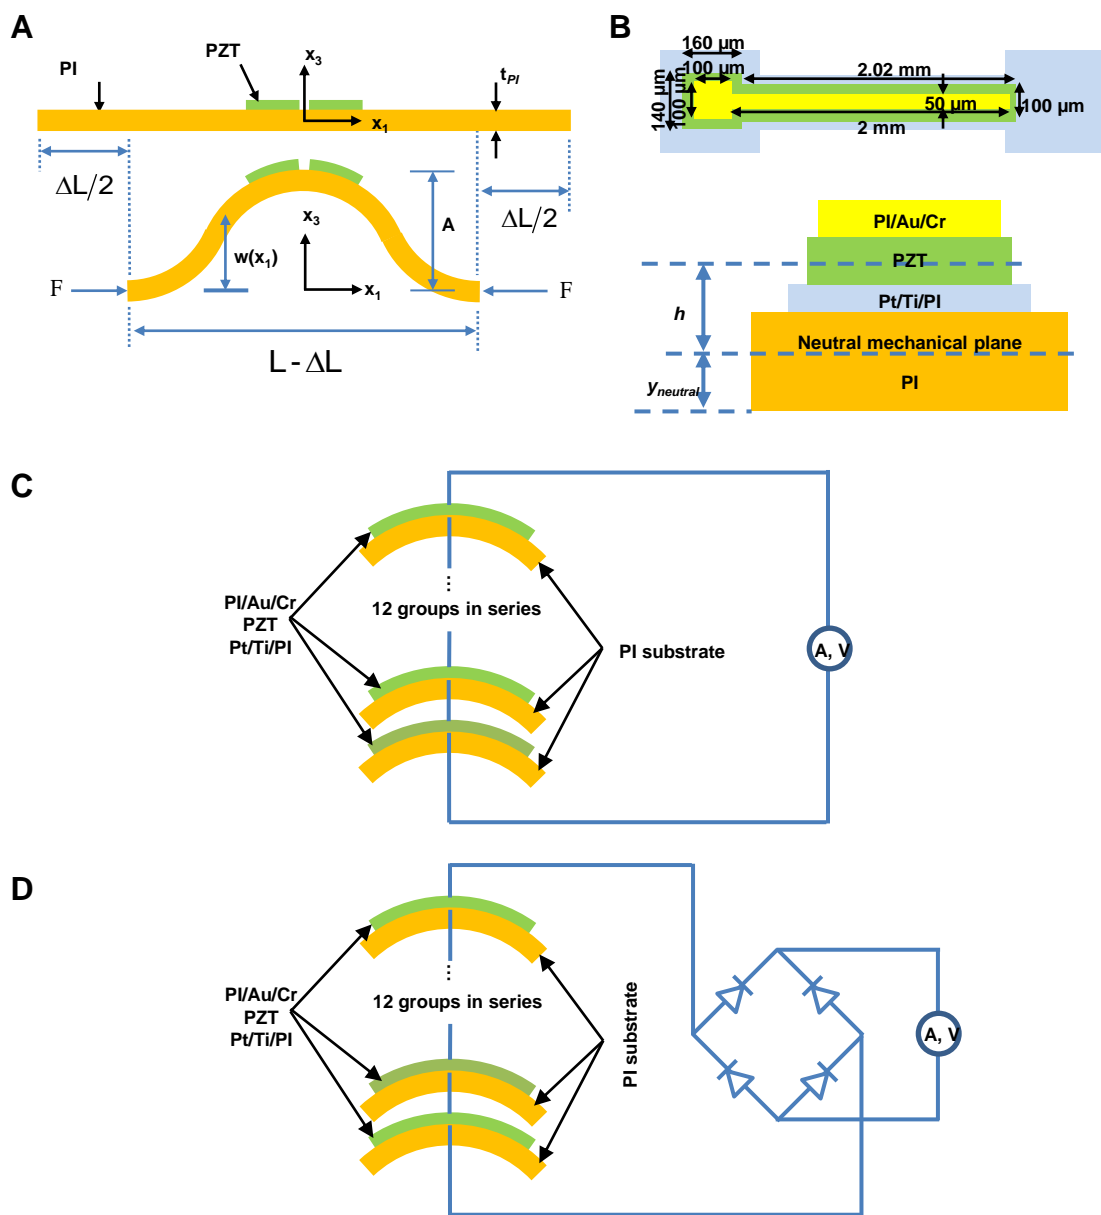 A
PI
PZT
x3
tPI
x1
ΔL/2
ΔL/2
x3
A
w(x1)
F
x1
F
L - ΔL
B
160 μm
100 μm
2.02 mm
140 μm
100 μm
50 μm
100 μm
2 mm
PI/Au/Cr
PZT
Pt/Ti/PI
h
Neutral mechanical plane
yneutral
PI
C
...
PI/Au/Cr
PZT
Pt/Ti/PI
12 groups in series
PI substrate
A, V
D
...
PI/Au/Cr
PZT
Pt/Ti/PI
12 groups in series
PI substrate
A, V